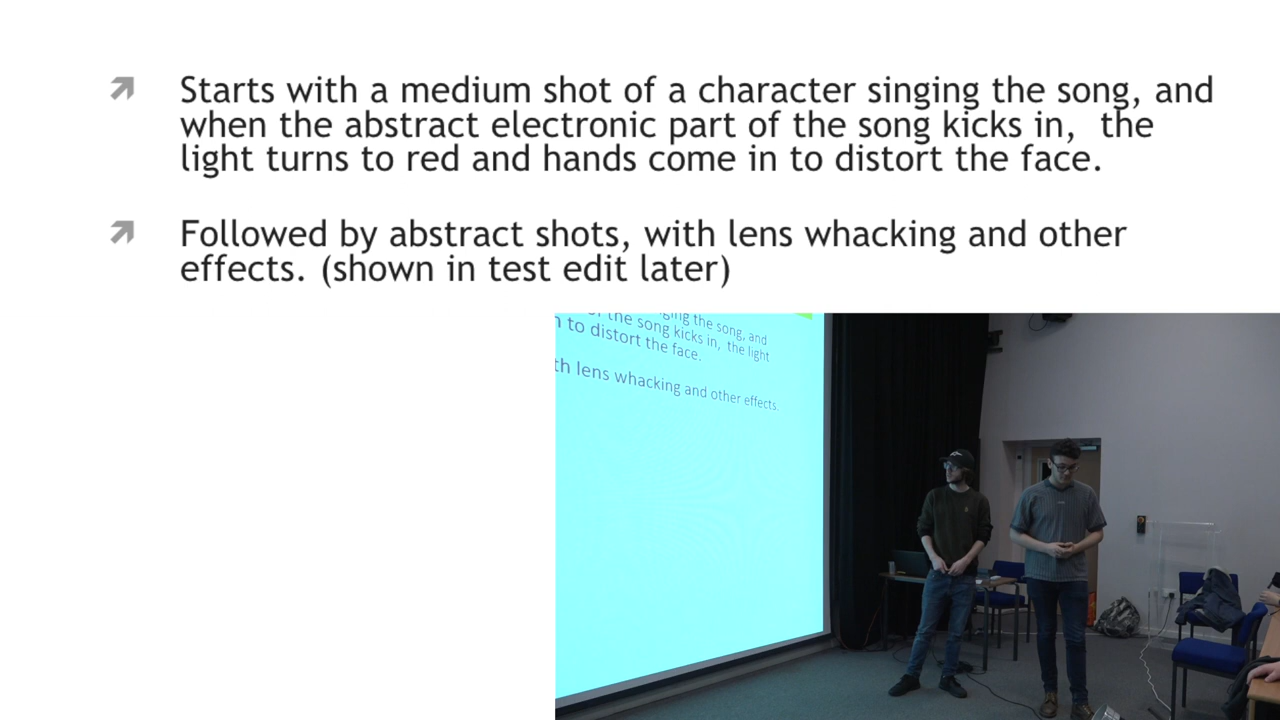 Starts with a medium shot of a character singing the song, and
when the abstract electronic part of the song kicks in,  the
light turns to red and hands come in to distort the face.
Followed by abstract shots, with lens whacking and other
effects. (shown in test edit later)
the song, and
the song kicks in,  the light
to distort the face.
lens whacking and other effects.